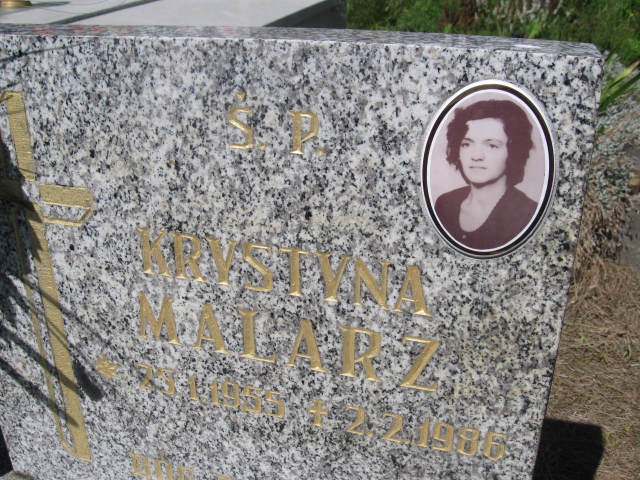 Ś. P.
KRYSTYNA
MALARZ
* 25.1.1955 ✝ 2.2.1986